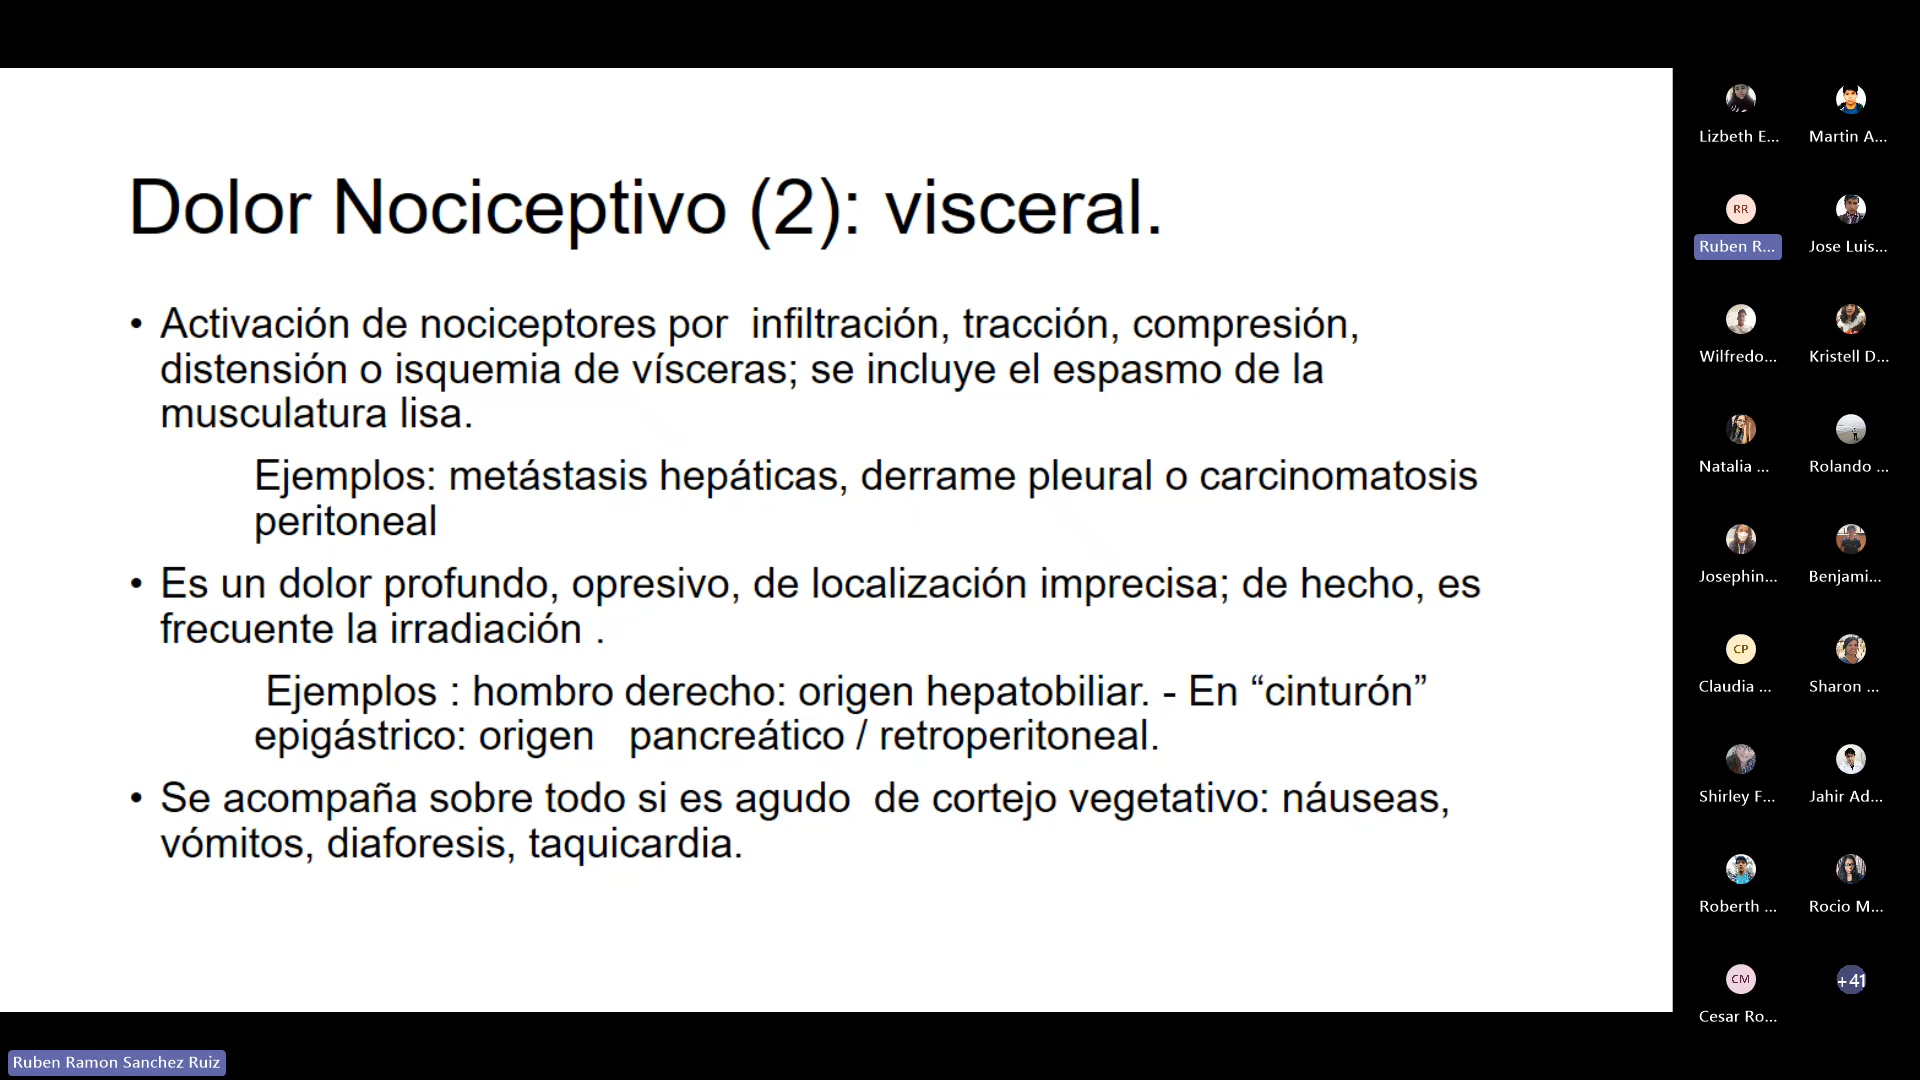 Dolor Nociceptivo (2): visceral.
• Activación de nociceptores por  infiltración, tracción, compresión,
distensión o isquemia de vísceras; se incluye el espasmo de la
musculatura lisa.
Ejemplos: metástasis hepáticas, derrame pleural o carcinomatosis
peritoneal
• Es un dolor profundo, opresivo, de localización imprecisa; de hecho, es
frecuente la irradiación .
Ejemplos : hombro derecho: origen hepatobiliar. - En “cinturón”
epigástrico: origen   pancreático / retroperitoneal.
• Se acompaña sobre todo si es agudo  de cortejo vegetativo: náuseas,
vómitos, diaforesis, taquicardia.
Lizbeth E...
Martin A...
RR
Ruben R...
Jose Luis...
Wilfredo...
Kristell D...
Natalia ...
Rolando ...
Josephin...
Benjami...
CP
Claudia ...
Sharon ...
Shirley F...
Jahir Ad...
Roberth ...
Rocio M...
CM
+41
Cesar Ro...
Ruben Ramon Sanchez Ruiz